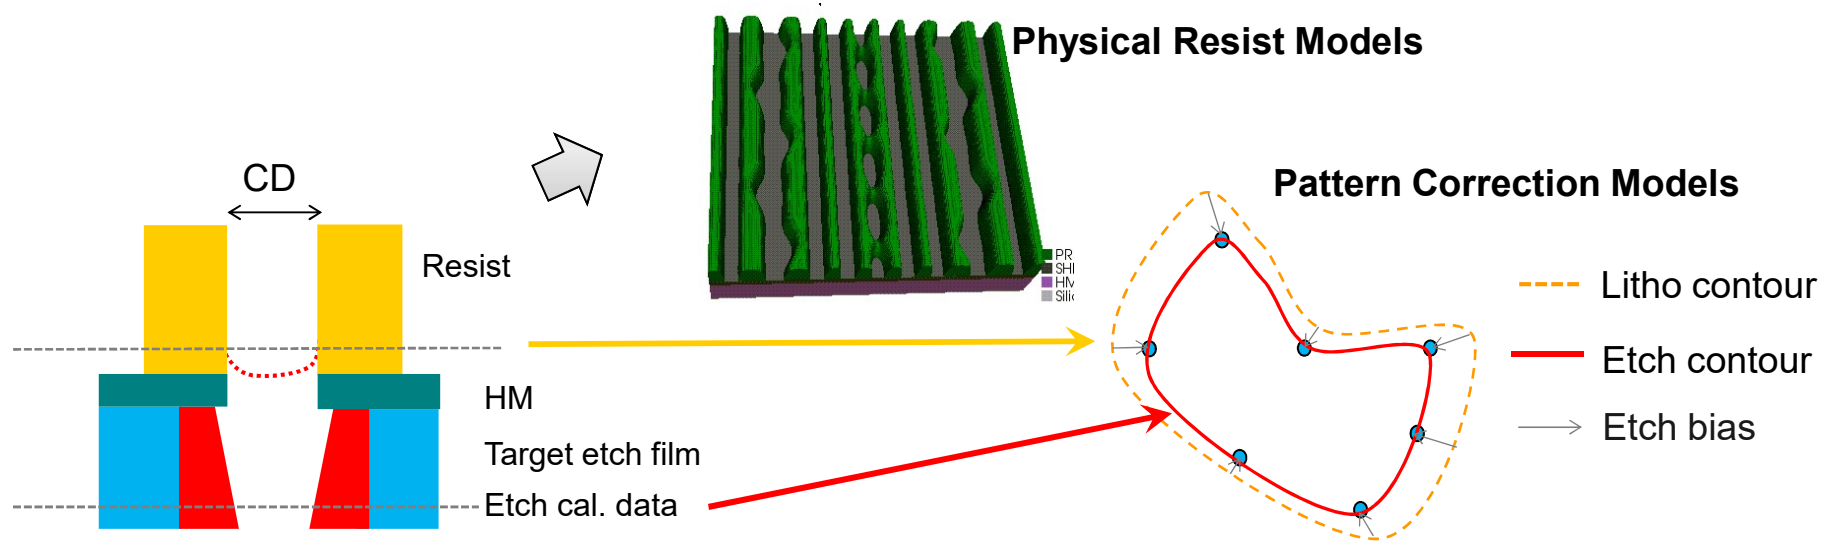 Physical Resist Models
CD
Pattern Correction Models
Resist
PR
Litho contour
Etch contour
HM
Etch bias
Target etch film
Etch cal. data